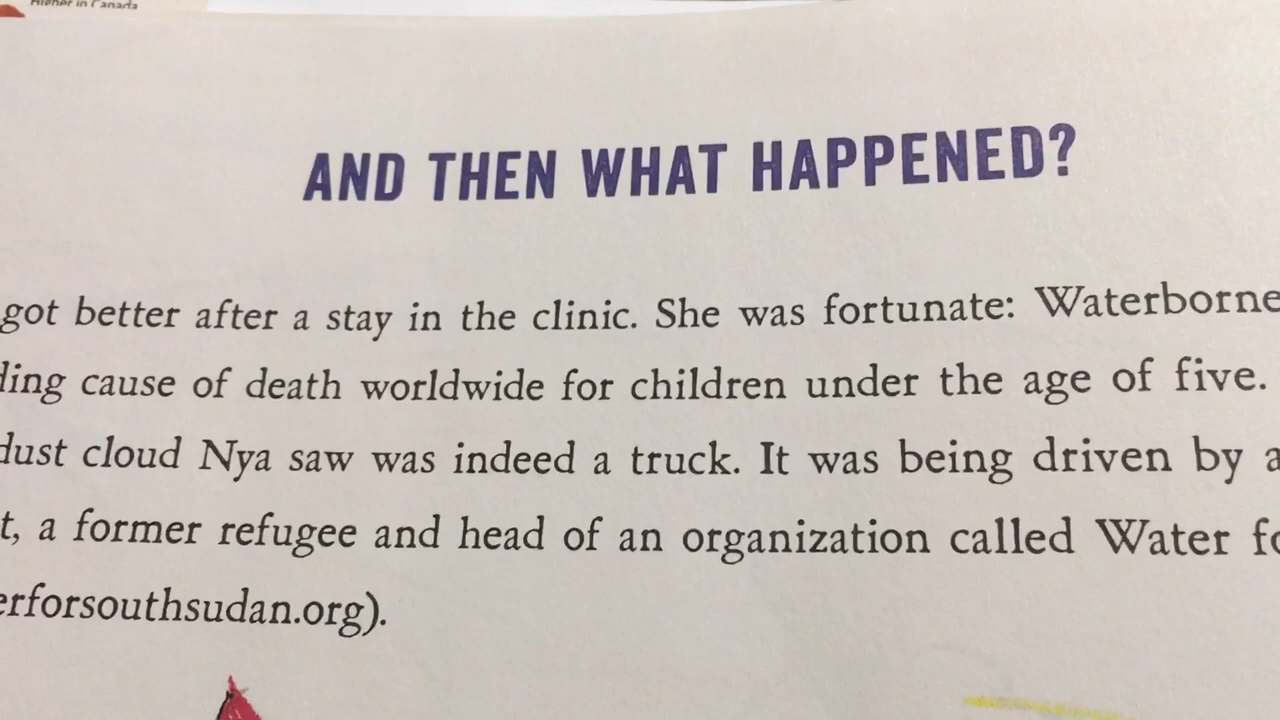 in Canada
AND THEN WHAT HAPPENED?
got better after a stay in the clinic. She was fortunate: Waterborne
ding cause of death worldwide for children under the age of five.
dust cloud Nya saw was indeed a truck. It was being driven by a
t, a former refugee and head of an organization called Water fo
erforsouthsudan.org).